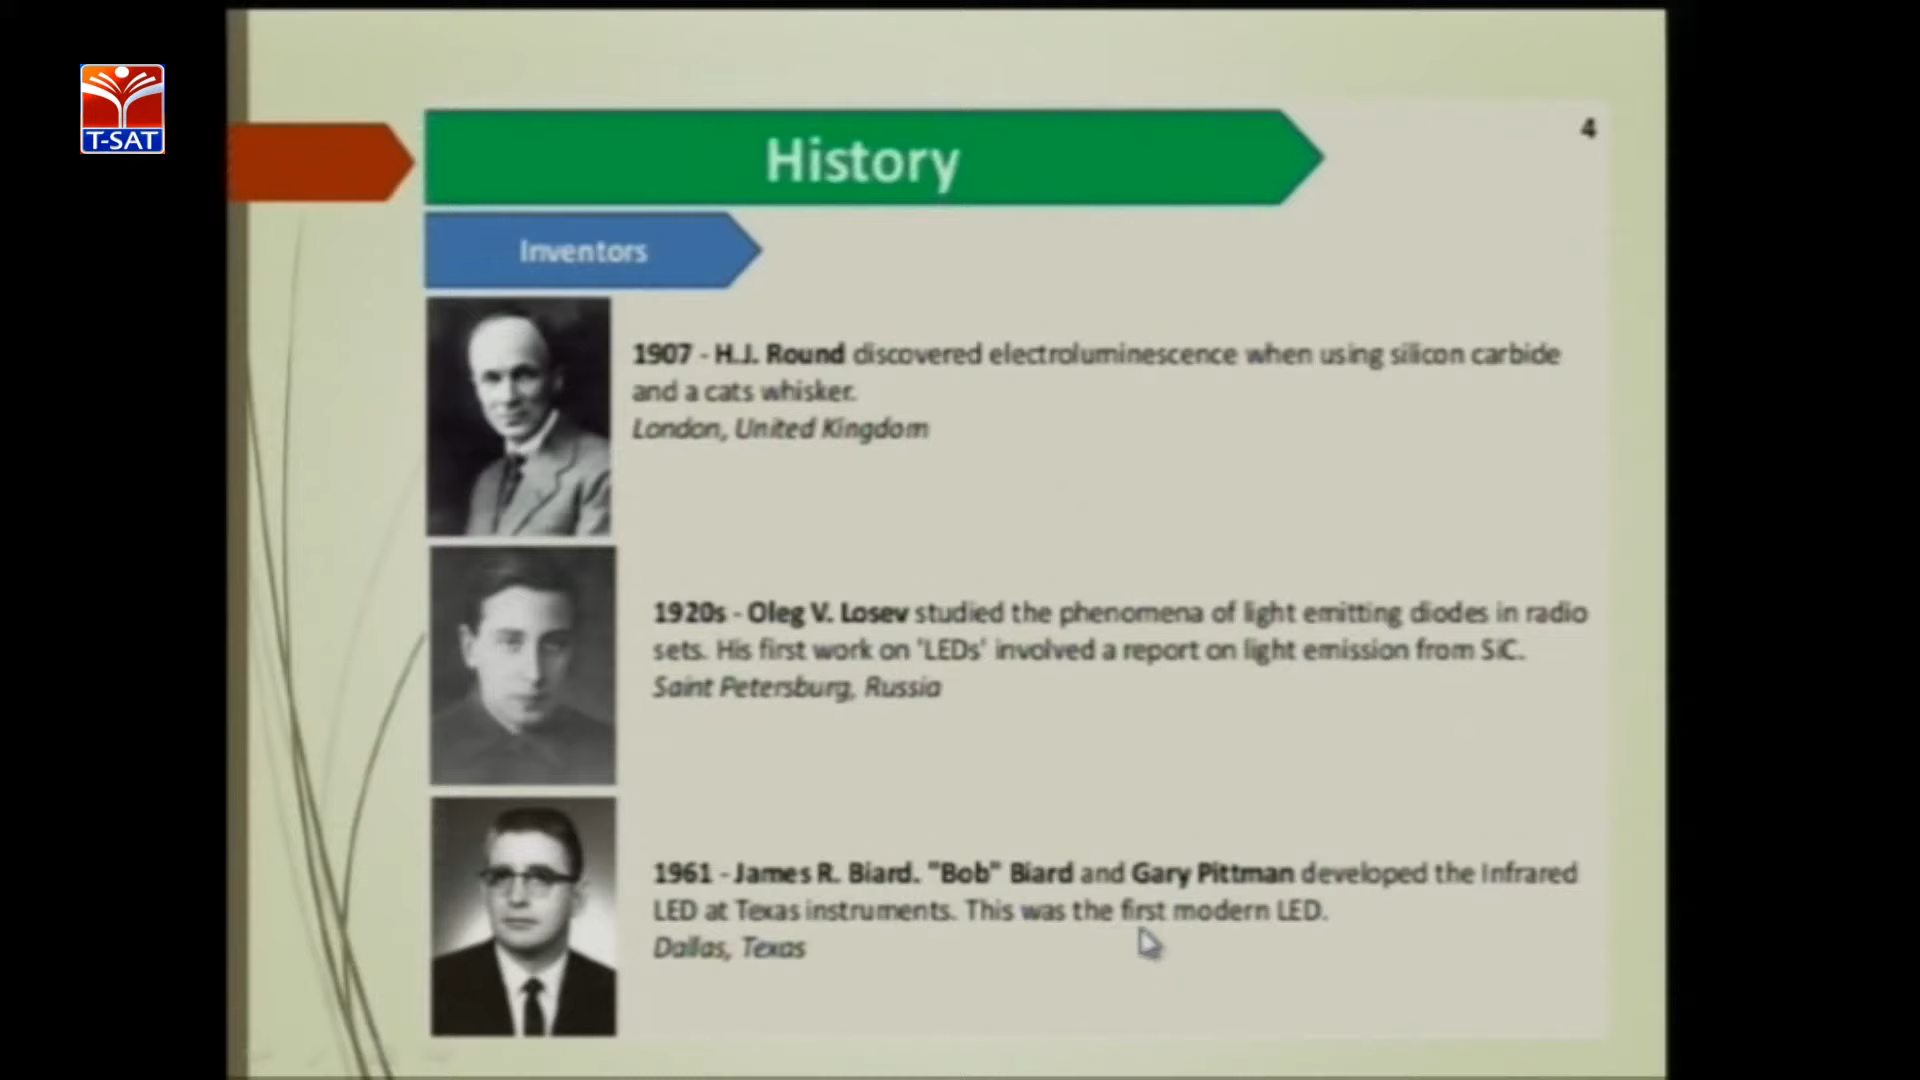 T-SAT
4
History
Inventors
1907 - H.J. Round discovered electroluminescence when using silicon carbide
and a cats whisker.
London, United Kingdom
1920s - Oleg V. Losev studied the phenomena of light emitting diodes in radio
sets. His first work on 'LEDs' involved a report on light emission from SiC.
Saint Petersburg, Russia
1961 - James R. Biard. "Bob" Biard and Gary Pittman developed the Infrared
LED at Texas instruments. This was the first modern LED.
Dallas, Texas